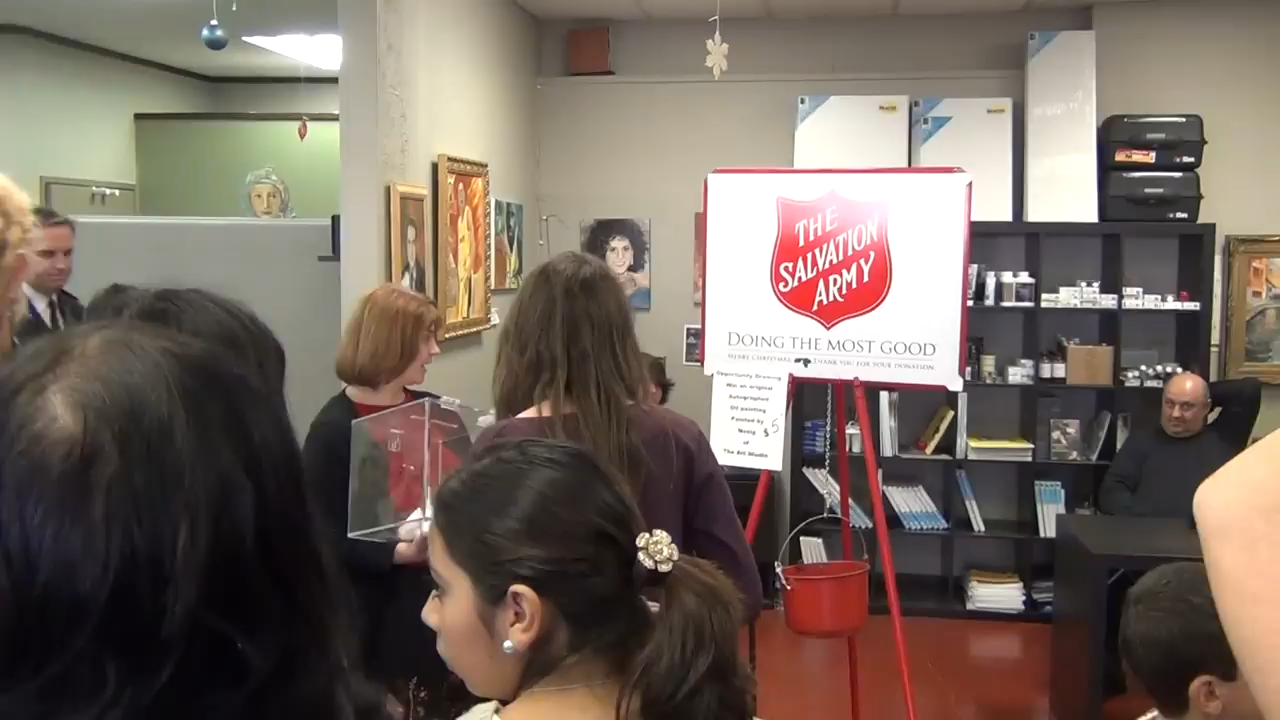 THE
SALVATION
ARMY
DOING THE MOST GOOD
MERRY CHRISTMAS THANK YOU FOR YOUR DONATION
Opportunity Drawing
Win an original
Autographed
Oil painting
Painted by
$5
of
The Art Studio